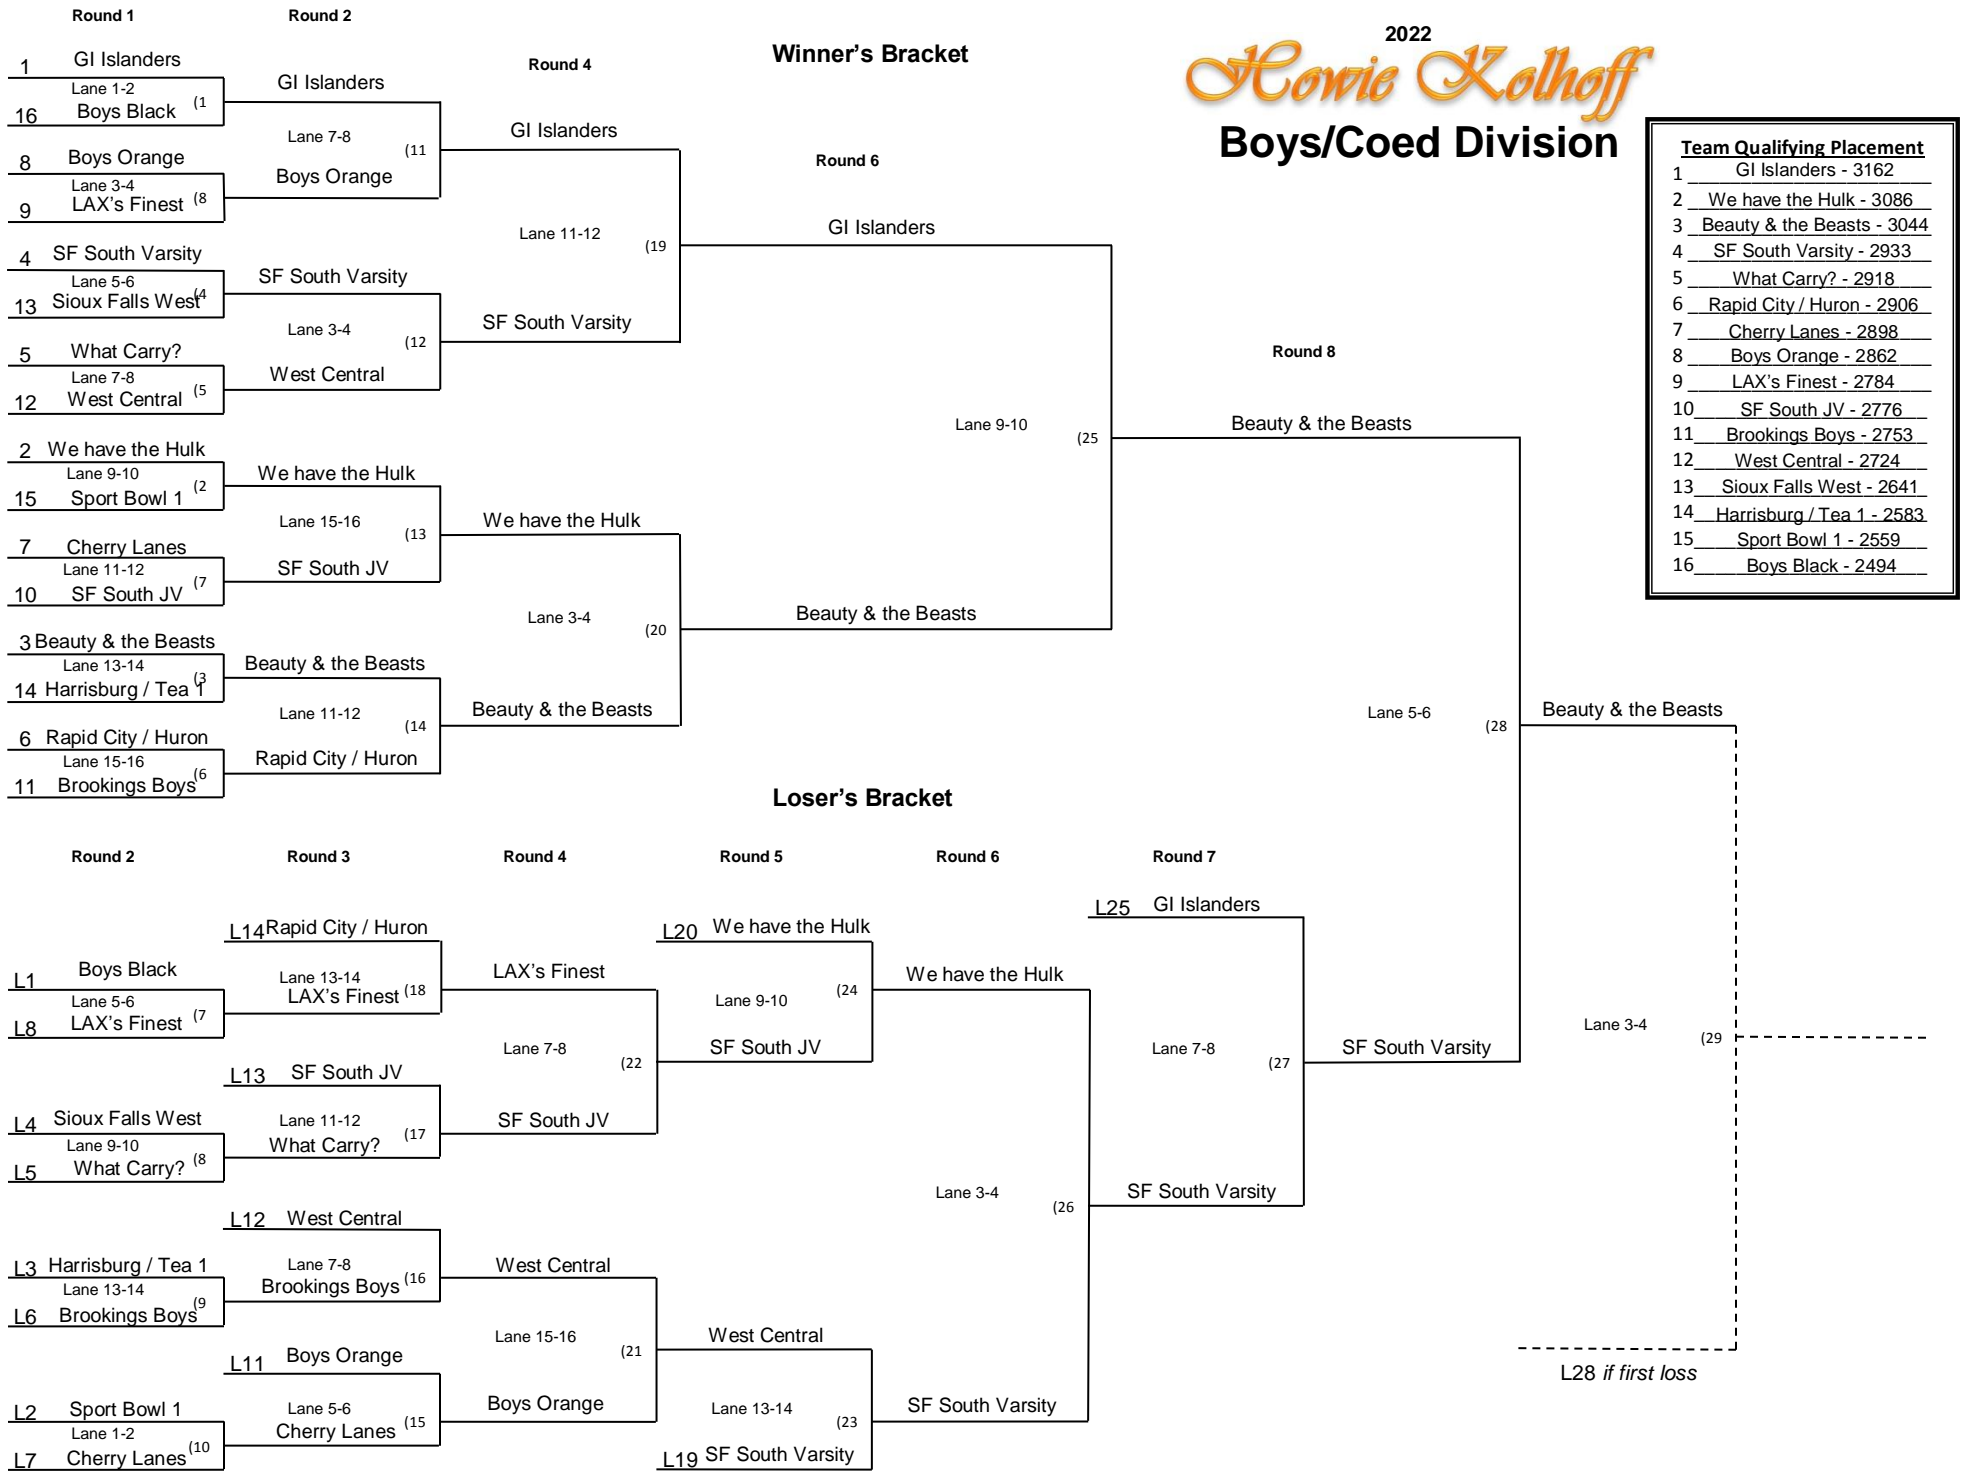 Round 1
Round 2
Round 4
Winner's Bracket
2022
Howie Kolhoff
Boys/Coed Division
Round 6
Round 8
1 GI Islanders
Lane 1-2
(1
16 Boys Black
8 Boys Orange
Lane 3-4
(8
9 LAX's Finest
4 SF South Varsity
Lane 5-6
(4
13 Sioux Falls West
5 What Carry?
Lane 7-8
(5
12 West Central
2 We have the Hulk
Lane 9-10
(2
15 Sport Bowl 1
7 Cherry Lanes
Lane 11-12
(7
10 SF South JV
3 Beauty & the Beasts
Lane 13-14
(3
14 Harrisburg / Tea 1
6 Rapid City / Huron
Lane 15-16
(6
11 Brookings Boys
GI Islanders
Lane 7-8
(11
Boys Orange
SF South Varsity
Lane 3-4
(12
West Central
We have the Hulk
Lane 15-16
(13
SF South JV
Beauty & the Beasts
Lane 11-12
(14
Rapid City / Huron
GI Islanders
Lane 11-12
(19
SF South Varsity
We have the Hulk
Lane 3-4
(20
Beauty & the Beasts
GI Islanders
Lane 9-10
(25
Beauty & the Beasts
Beauty & the Beasts
Lane 5-6
(28
Beauty & the Beasts
Team Qualifying Placement
1 GI Islanders - 3162
2 We have the Hulk - 3086
3 Beauty & the Beasts - 3044
4 SF South Varsity - 2933
5 What Carry? - 2918
6 Rapid City / Huron - 2906
7 Cherry Lanes - 2898
8 Boys Orange - 2862
9 LAX's Finest - 2784
10 SF South JV - 2776
11 Brookings Boys - 2753
12 West Central - 2724
13 Sioux Falls West - 2641
14 Harrisburg / Tea 1 - 2583
15 Sport Bowl 1 - 2559
16 Boys Black - 2494
Loser's Bracket
Round 2
Round 3
Round 4
Round 5
Round 6
Round 7
L1 Boys Black
Lane 5-6
(7
L8 LAX's Finest
L4 Sioux Falls West
Lane 9-10
(8
L5 What Carry?
L3 Harrisburg / Tea 1
Lane 13-14
(9
L6 Brookings Boys
L2 Sport Bowl 1
Lane 1-2
(10
L7 Cherry Lanes
L14 Rapid City / Huron
Lane 13-14
(18
LAX's Finest
L13 SF South JV
Lane 11-12
(17
What Carry?
L12 West Central
Lane 7-8
(16
Brookings Boys
L11 Boys Orange
Lane 5-6
(15
Cherry Lanes
LAX's Finest
Lane 7-8
(22
SF South JV
West Central
Lane 15-16
(21
Boys Orange
L20 We have the Hulk
Lane 9-10
(24
SF South JV
West Central
Lane 13-14
(23
L19 SF South Varsity
We have the Hulk
Lane 3-4
(26
SF South Varsity
L25 GI Islanders
Lane 7-8
(27
SF South Varsity
SF South Varsity
Lane 3-4
(29
L28 if first loss